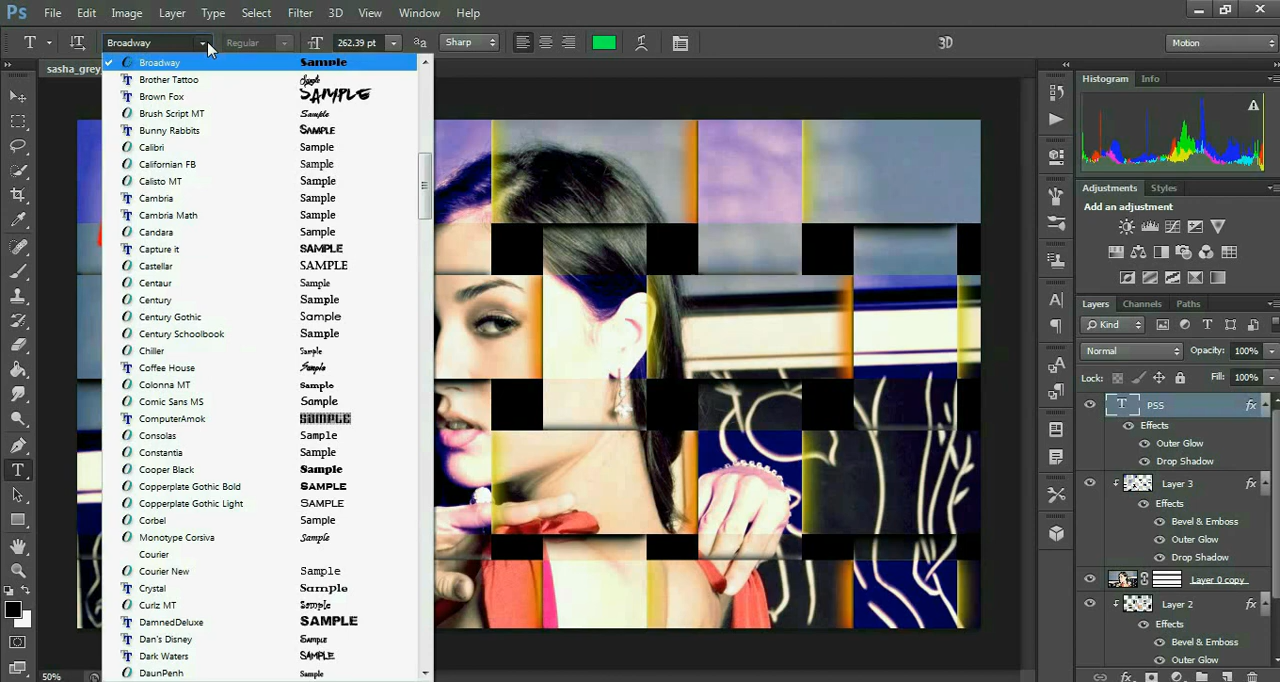 Ps File Edit Image Layer Type Select Filter 3D View Window Help
T Broadway Regular T 262.39 pt aa Sharp 3D Motion
sasha_grey
Broadway Sample
Brother Tattoo Sample
Brown Fox SAMPLE
Brush Script MT Sample
Bunny Rabbits SAMPLE
Calibri Sample
Californian FB Sample
Calisto MT Sample
Cambria Sample
Cambria Math Sample
Candara Sample
Capture it SAMPLE
Castellar SAMPLE
Centaur Sample
Century Sample
Century Gothic Sample
Century Schoolbook Sample
Chiller Sample
Coffee House Sample
Colonna MT Sample
Comic Sans MS Sample
ComputerAmok SAMPLE
Consolas Sample
Constantia Sample
Cooper Black Sample
Copperplate Gothic Bold SAMPLE
Copperplate Gothic Light SAMPLE
Corbel Sample
Monotype Corsiva Sample
Courier
Courier New Sample
Crystal Sample
Curlz MT Sample
DamnedDeluxe SAMPLE
Dan's Disney Sample
Dark Waters SAMPLE
DaunPenh Sample
50%
Histogram Info
Adjustments Styles
Add an adjustment
Layers Channels Paths
Kind
Normal Opacity: 100%
Lock: Fill: 100%
T PSS fx
Effects
Outer Glow
Drop Shadow
Layer 3 fx
Effects
Bevel & Emboss
Outer Glow
Drop Shadow
Layer 0 copy
Layer 2 fx
Effects
Bevel & Emboss
Outer Glow